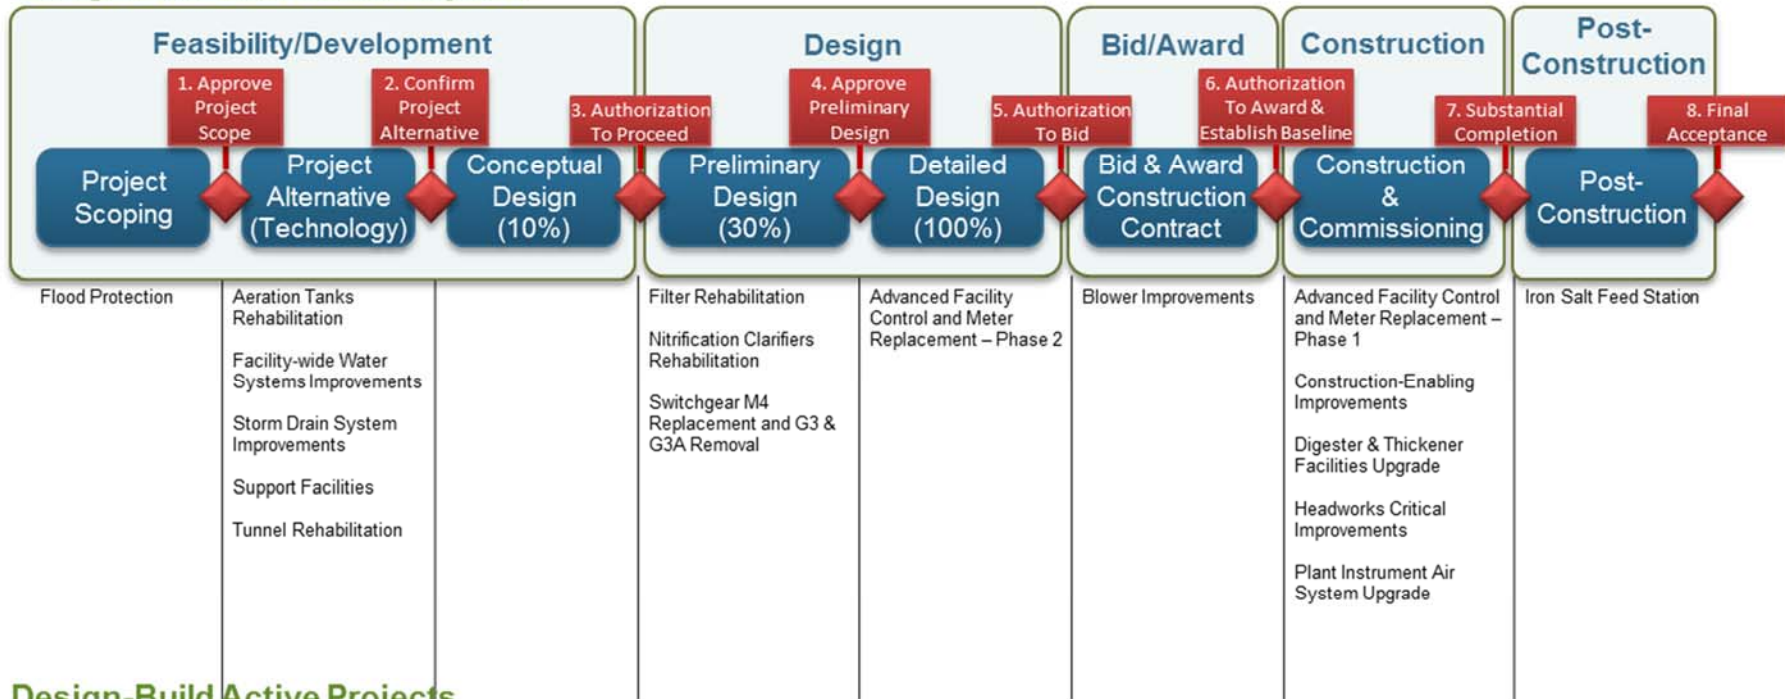 Feasibility/Development
Design
Bid/Award
Construction
Post-
Construction
1. Approve
Project
Scope
2. Confirm
Project
Alternative
3. Authorization
To Proceed
4. Approve
Preliminary
Design
5. Authorization
To Bid
6. Authorization
To Award &
Establish Baseline
7. Substantial
Completion
8. Final
Acceptance
Project
Scoping
Project
Alternative
(Technology)
Conceptual
Design
(10%)
Preliminary
Design
(30%)
Detailed
Design
(100%)
Bid & Award
Construction
Contract
Construction
&
Commissioning
Post-
Construction
Flood Protection
Aeration Tanks
Rehabilitation
Facility-wide Water
Systems Improvements
Storm Drain System
Improvements
Support Facilities
Tunnel Rehabilitation
Filter Rehabilitation
Nitrification Clarifiers
Rehabilitation
Switchgear M4
Replacement and G3 &
G3A Removal
Advanced Facility
Control and Meter
Replacement – Phase 2
Blower Improvements
Advanced Facility Control
and Meter Replacement –
Phase 1
Construction-Enabling
Improvements
Digester & Thickener
Facilities Upgrade
Headworks Critical
Improvements
Plant Instrument Air
System Upgrade
Iron Salt Feed Station
Design-Build Active Projects